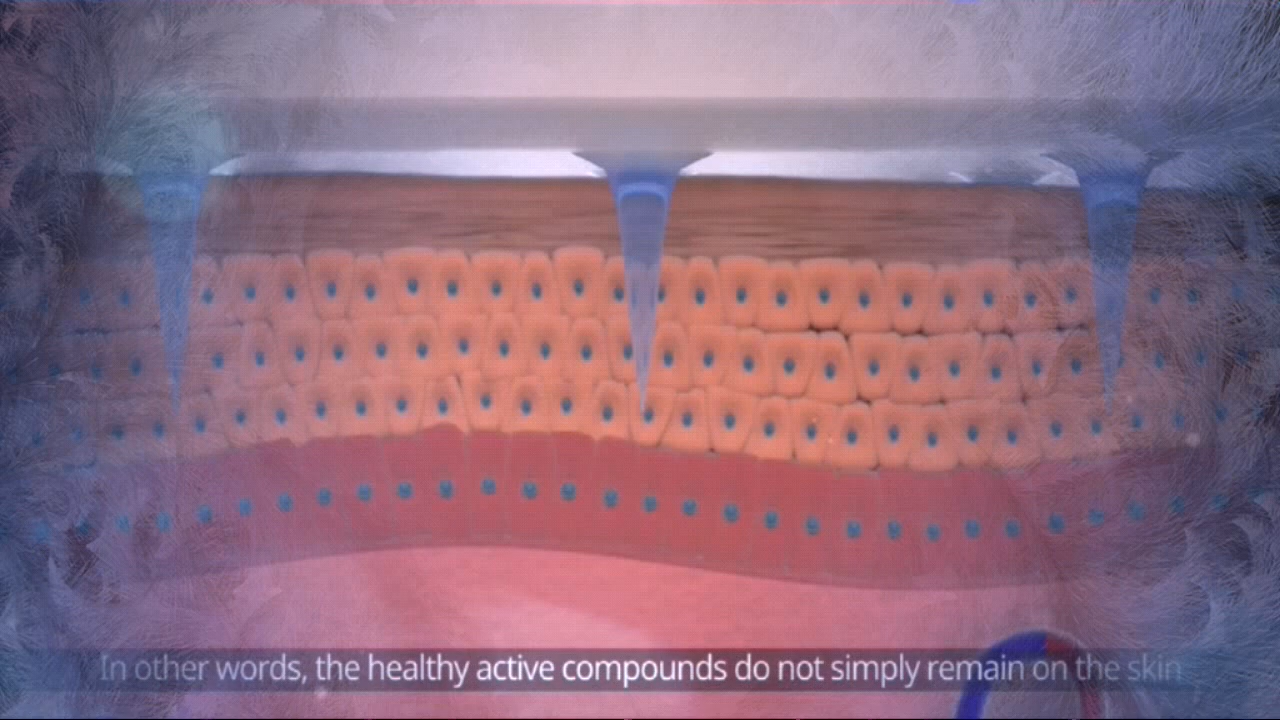 In other words, the healthy active compounds do not simply remain on the skin